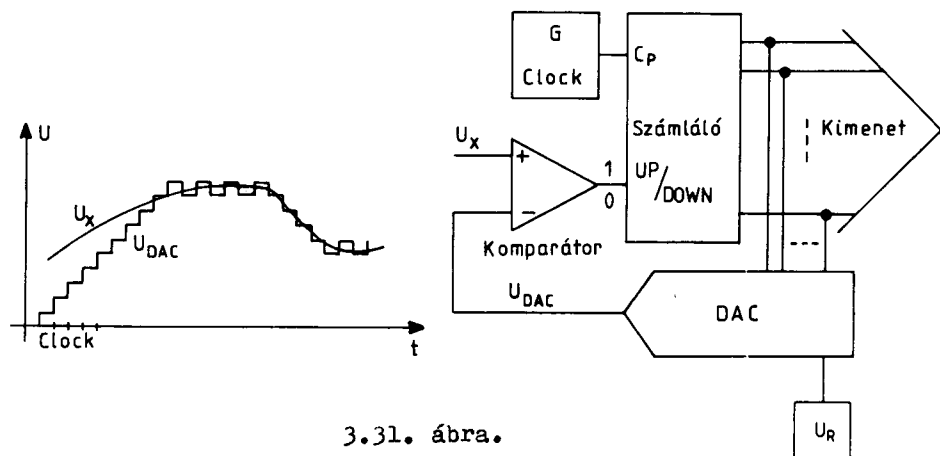 U
U_X
U_DAC
Clock
t
G
Clock
C_P
Számláló
UP/DOWN
Kimenet
U_X
+
-
1
0
Komparátor
U_DAC
DAC
U_R
3.31. ábra.